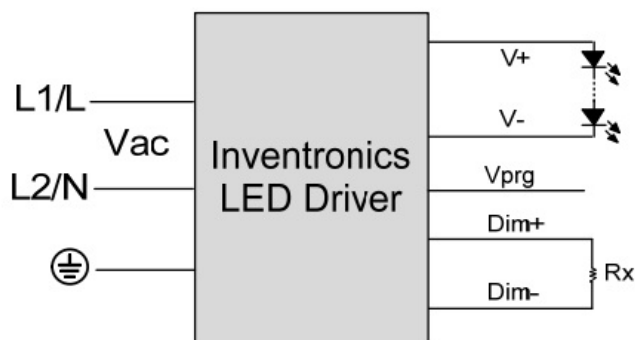 L1/L
Vac
L2/N
Inventronics
LED Driver
V+
V-
Vprg
Dim+
Rx
Dim-